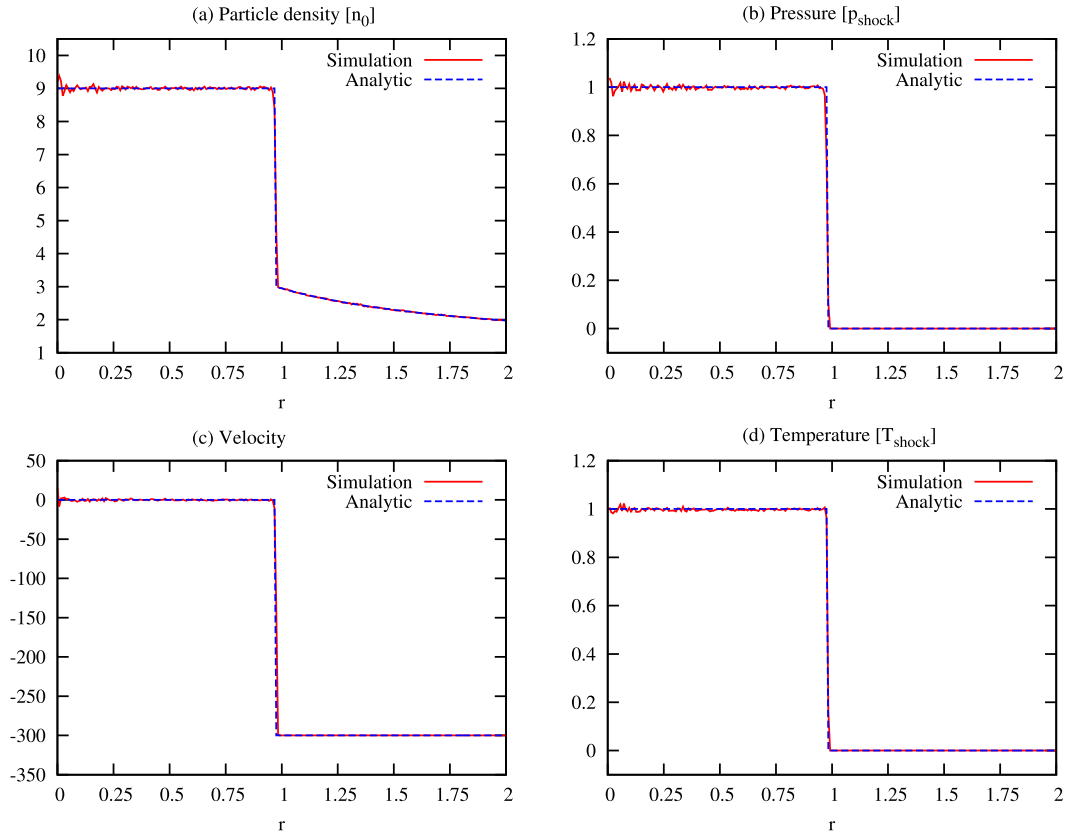 (a) Particle density [n0]
10
9
8
7
6
5
4
3
2
1
Simulation
Analytic
0 0.25 0.5 0.75 1 1.25 1.5 1.75 2
r
(b) Pressure [pshock]
1.2
1
0.8
0.6
0.4
0.2
0
Simulation
Analytic
0 0.25 0.5 0.75 1 1.25 1.5 1.75 2
r
(c) Velocity
50
0
-50
-100
-150
-200
-250
-300
-350
Simulation
Analytic
0 0.25 0.5 0.75 1 1.25 1.5 1.75 2
r
(d) Temperature [Tshock]
1.2
1
0.8
0.6
0.4
0.2
0
Simulation
Analytic
0 0.25 0.5 0.75 1 1.25 1.5 1.75 2
r